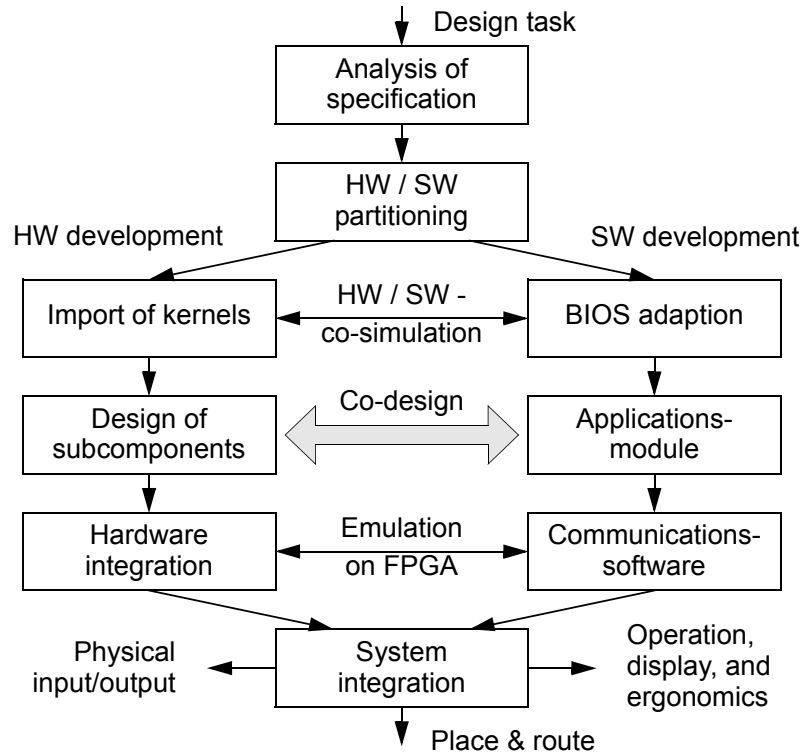 Design task
Analysis of
specification
HW / SW
partitioning
HW development
SW development
Import of kernels
HW / SW -
co-simulation
BIOS adaption
Design of
subcomponents
Co-design
Applications-
module
Hardware
integration
Emulation
on FPGA
Communications-
software
Physical
input/output
System
integration
Operation,
display, and
ergonomics
Place & route